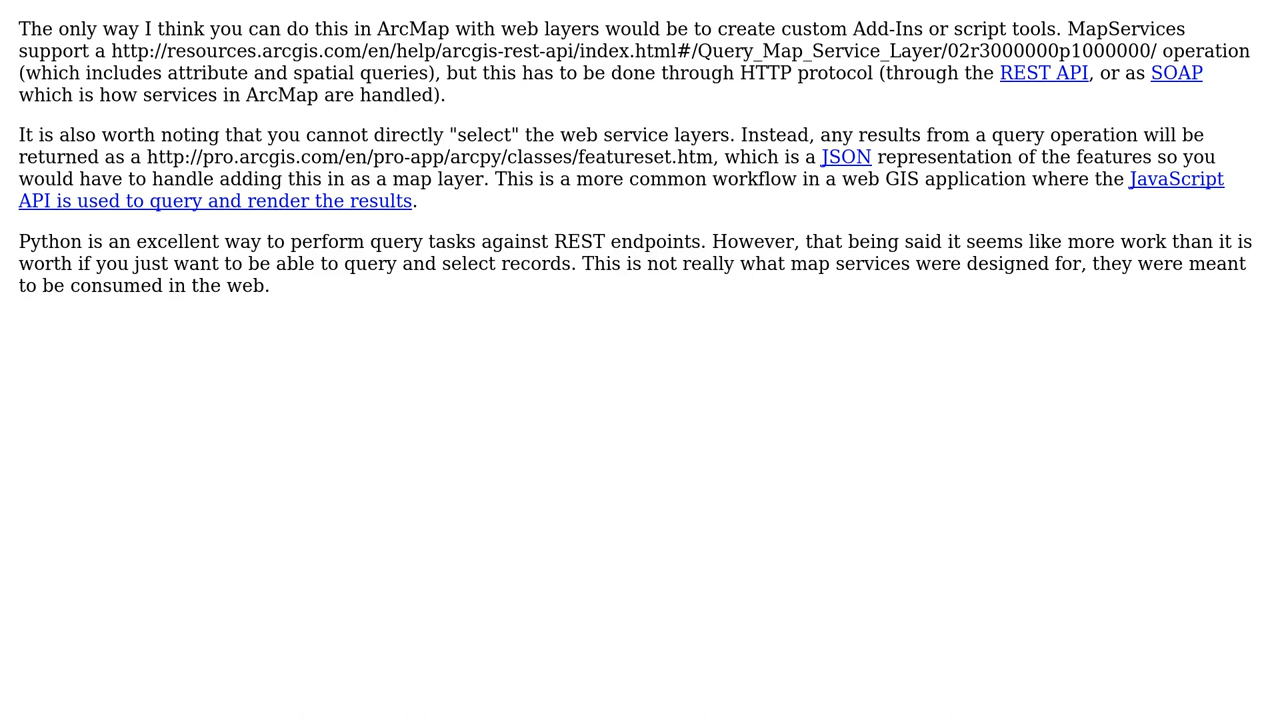 The only way I think you can do this in ArcMap with web layers would be to create custom Add-Ins or script tools. MapServices
support a http://resources.arcgis.com/en/help/arcgis-rest-api/index.html#/Query_Map_Service_Layer/02r3000000p1000000/ operation
(which includes attribute and spatial queries), but this has to be done through HTTP protocol (through the REST API, or as SOAP
which is how services in ArcMap are handled).
It is also worth noting that you cannot directly "select" the web service layers. Instead, any results from a query operation will be
returned as a http://pro.arcgis.com/en/pro-app/arcpy/classes/featureset.htm, which is a JSON representation of the features so you
would have to handle adding this in as a map layer. This is a more common workflow in a web GIS application where the JavaScript
API is used to query and render the results.
Python is an excellent way to perform query tasks against REST endpoints. However, that being said it seems like more work than it is
worth if you just want to be able to query and select records. This is not really what map services were designed for, they were meant
to be consumed in the web.